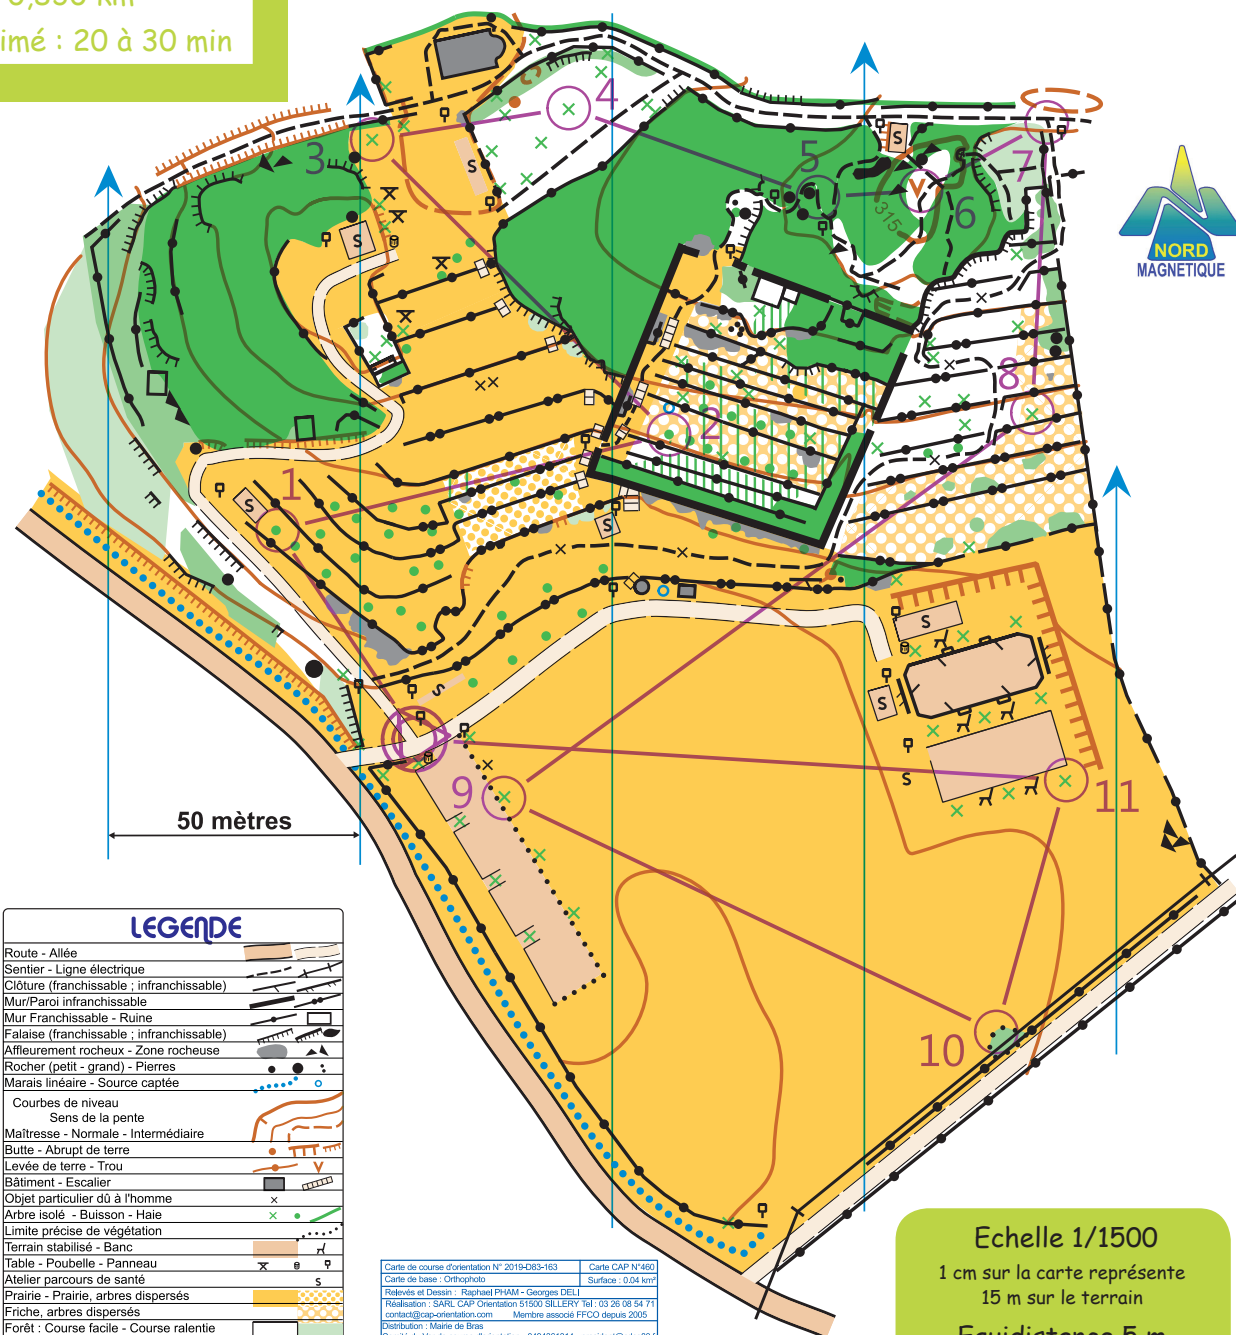 imé : 20 à 30 min
NORD
MAGNETIQUE
3
4
5
6
7
315
8
2
1
9
10
11
S
S
S
S
S
S
S
S
S
50 mètres
LEGENDE
Route - Allée
Sentier - Ligne électrique
Clôture (franchissable ; infranchissable)
Mur/Paroi infranchissable
Mur Franchissable - Ruine
Falaise (franchissable ; infranchissable)
Affleurement rocheux - Zone rocheuse
Rocher (petit - grand) - Pierres
Marais linéaire - Source captée
Courbes de niveau
Sens de la pente
Maîtresse - Normale - Intermédiaire
Butte - Abrupt de terre
Levée de terre - Trou
Bâtiment - Escalier
Objet particulier dû à l'homme
Arbre isolé - Buisson - Haie
Limite précise de végétation
Terrain stabilisé - Banc
Table - Poubelle - Panneau
Atelier parcours de santé S
Prairie - Prairie, arbres dispersés
Friche, arbres dispersés
Forêt : Course facile - Course ralentie
Carte de course d'orientation N° 2019-D83-163 Carte CAP N°460
Carte de base : Orthophoto Surface : 0.04 km²
Relevés et Dessin : Raphael PHAM - Georges DELI
Réalisation : SARL CAP Orientation 51500 SILLERY Tel : 03 26 08 54 71
contact@cap-orientation.com Membre associé FFCO depuis 2005
Distribution : Mairie de Bras
Echelle 1/1500
1 cm sur la carte représente
15 m sur le terrain
Equidistance 5 m